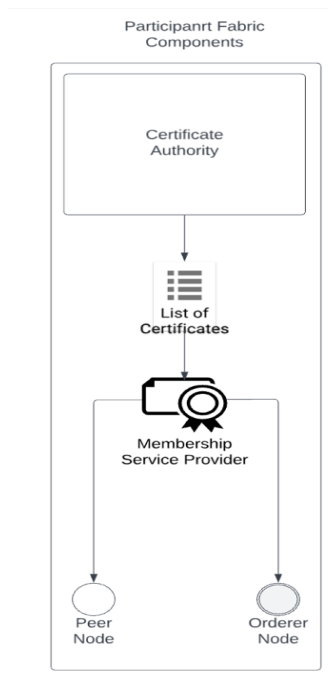 Participanrt Fabric
Components
Certificate
Authority
List of
Certificates
Membership
Service Provider
Peer
Node
Orderer
Node